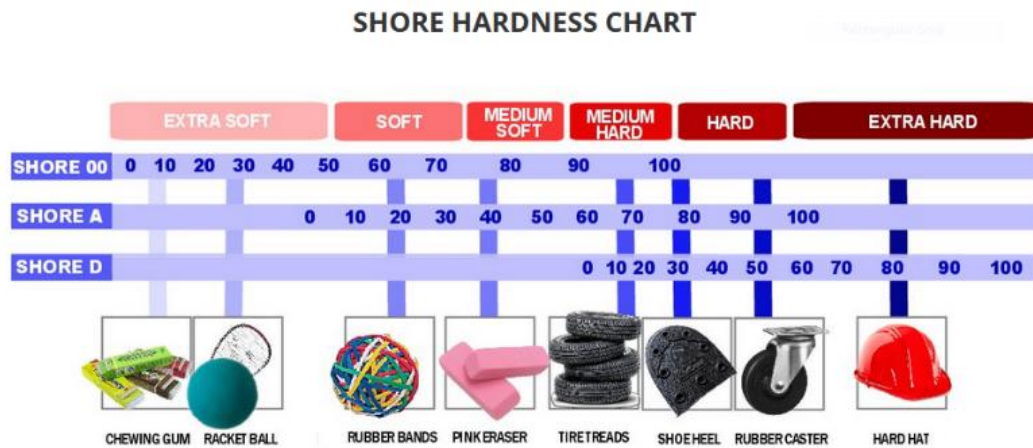 SHORE HARDNESS CHART
EXTRA SOFT SOFT MEDIUM SOFT MEDIUM HARD HARD EXTRA HARD
SHORE 00 0 10 20 30 40 50 60 70 80 90 100
SHORE A 0 10 20 30 40 50 60 70 80 90 100
SHORE D 0 10 20 30 40 50 60 70 80 90 100
CHEWING GUM RACKET BALL RUBBER BANDS PINK ERASER TIRE TREADS SHOE HEEL RUBBER CASTER HARD HAT